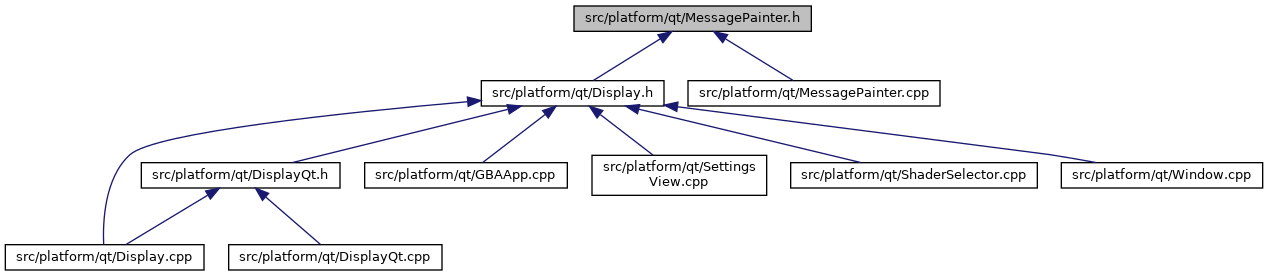 src/platform/qt/MessagePainter.h
src/platform/qt/Display.h
src/platform/qt/MessagePainter.cpp
src/platform/qt/DisplayQt.h
src/platform/qt/GBAApp.cpp
src/platform/qt/Settings
View.cpp
src/platform/qt/ShaderSelector.cpp
src/platform/qt/Window.cpp
src/platform/qt/Display.cpp
src/platform/qt/DisplayQt.cpp